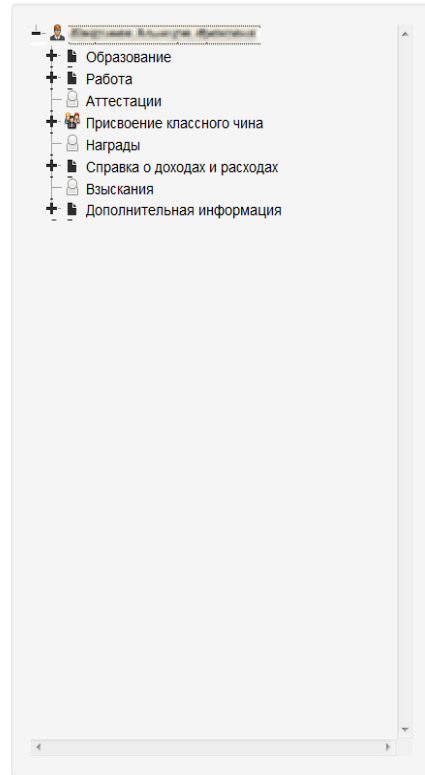 Образование
Работа
Аттестации
Присвоение классного чина
Награды
Справка о доходах и расходах
Взыскания
Дополнительная информация